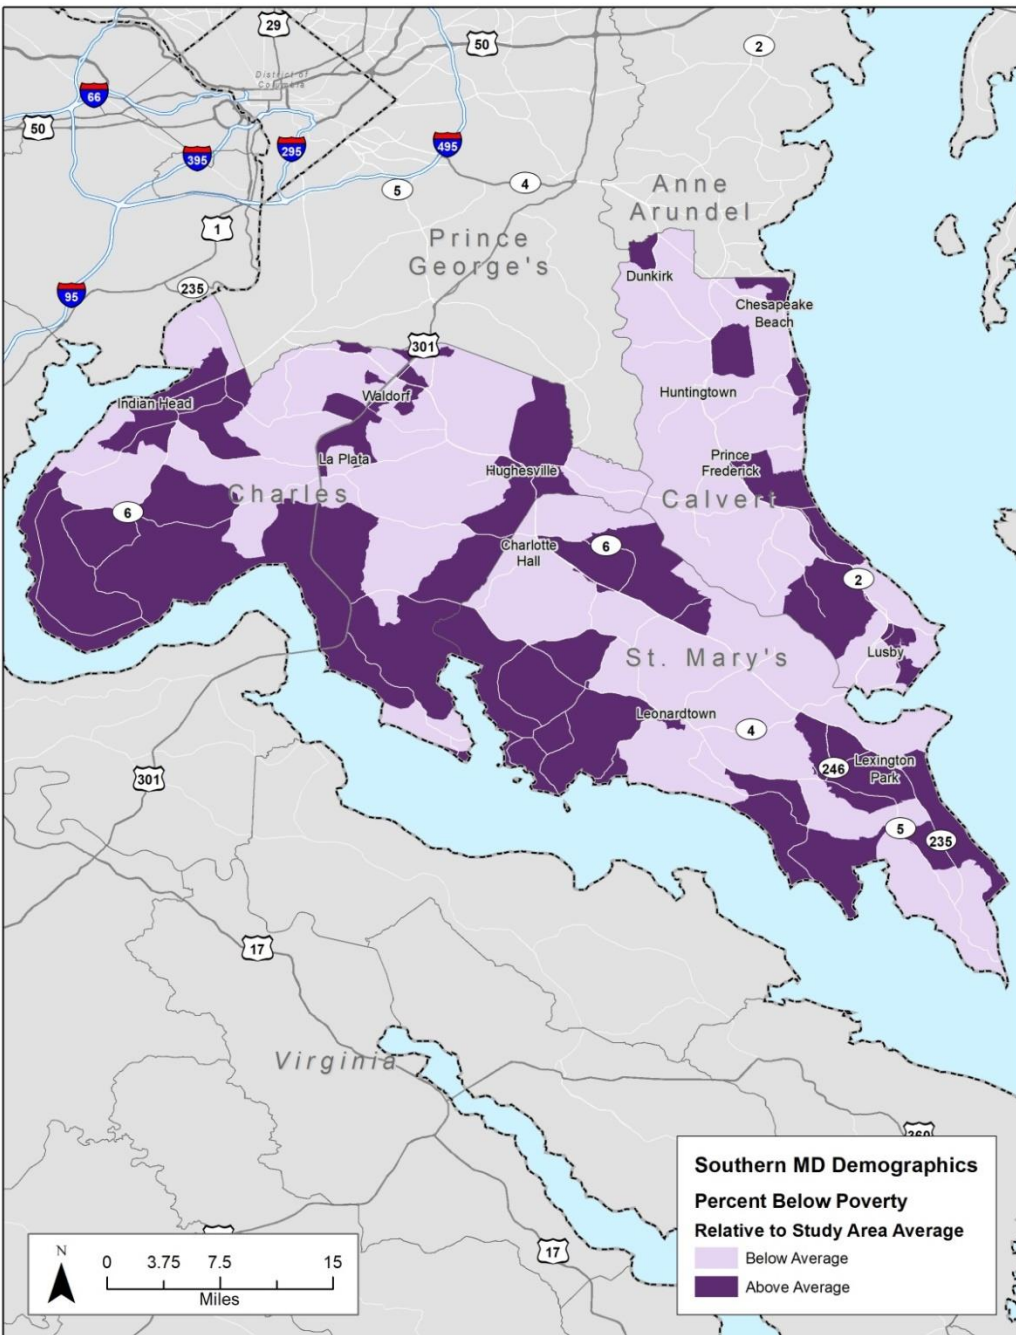 29
50
2
District of
Columbia
66
50
395
295
495
5
4
Anne
Arundel
1
Prince
George's
235
95
Dunkirk
Chesapeake
Beach
301
Indian Head
Waldorf
Huntingtown
La Plata
Hughesville
Prince
Frederick
Charles
Calvert
6
Charlotte
Hall
6
2
Lusby
St. Mary's
Leonardtown
4
301
246
Lexington
Park
5
235
17
Virginia
360
17
Southern MD Demographics
Percent Below Poverty
Relative to Study Area Average
Below Average
Above Average
N
0 3.75 7.5 15
Miles